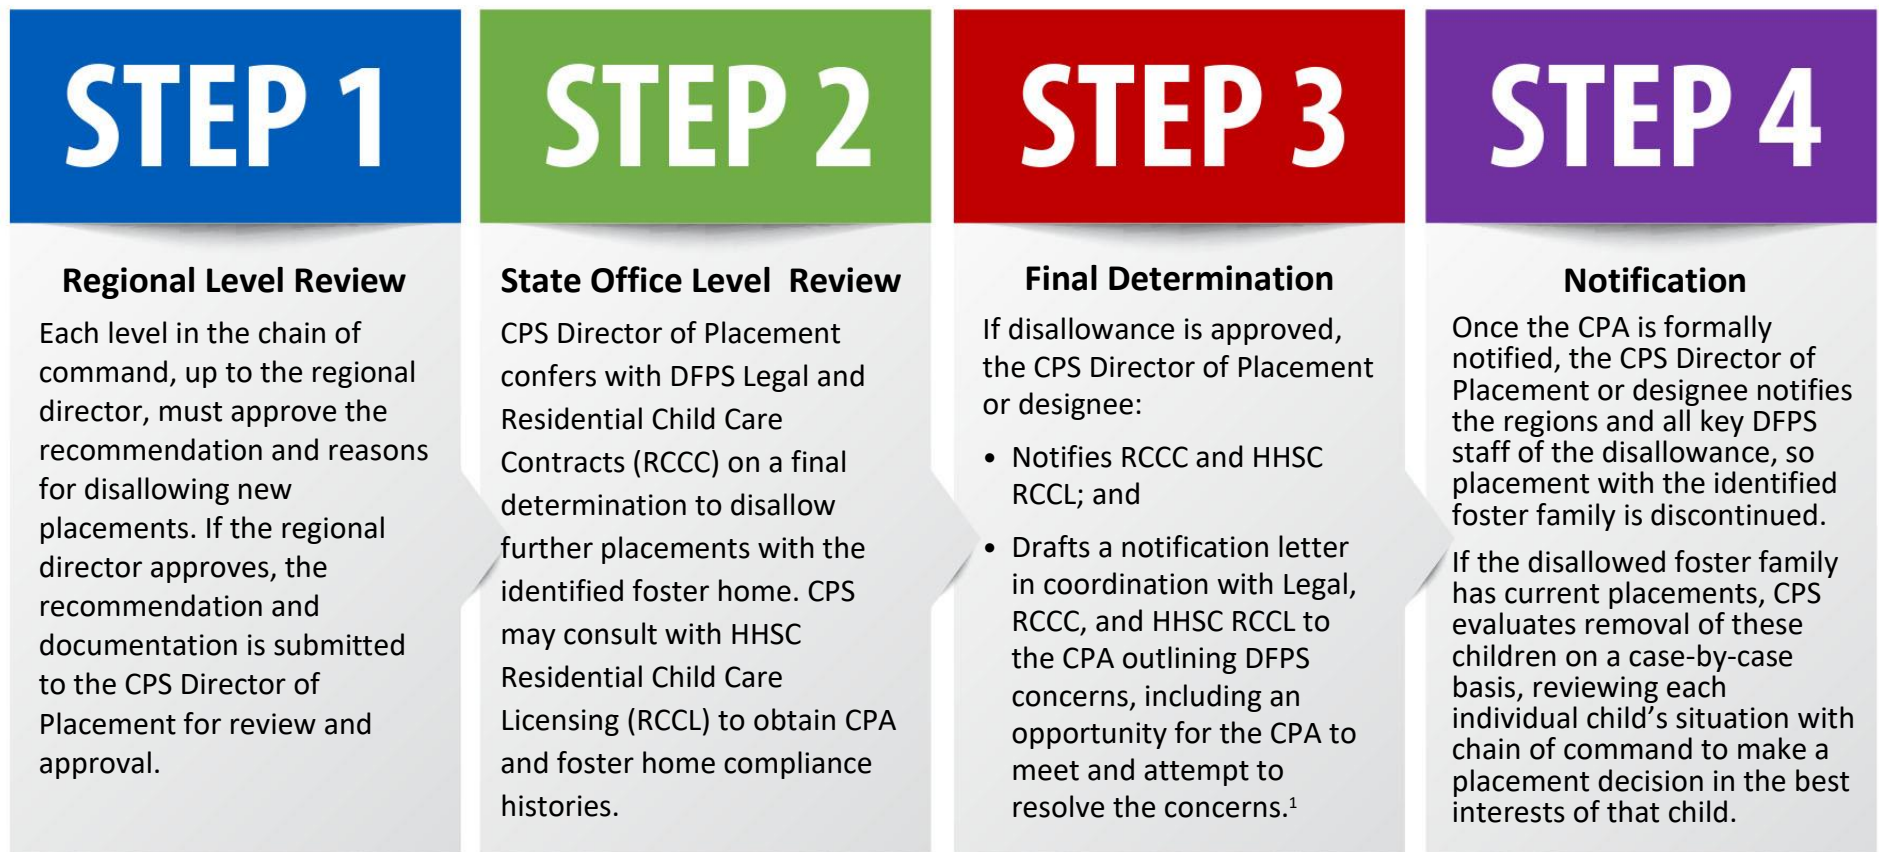 STEP 1
Regional Level Review
Each level in the chain of
command, up to the regional
director, must approve the
recommendation and reasons
for disallowing new
placements. If the regional
director approves, the
recommendation and
documentation is submitted
to the CPS Director of
Placement for review and
approval.
STEP 2
State Office Level Review
CPS Director of Placement
confers with DFPS Legal and
Residential Child Care
Contracts (RCCC) on a final
determination to disallow
further placements with the
identified foster home. CPS
may consult with HHSC
Residential Child Care
Licensing (RCCL) to obtain CPA
and foster home compliance
histories.
STEP 3
Final Determination
If disallowance is approved,
the CPS Director of Placement
or designee:
• Notifies RCCC and HHSC
RCCL; and
• Drafts a notification letter
in coordination with Legal,
RCCC, and HHSC RCCL to
the CPA outlining DFPS
concerns, including an
opportunity for the CPA to
meet and attempt to
resolve the concerns.¹
STEP 4
Notification
Once the CPA is formally
notified, the CPS Director of
Placement or designee notifies
the regions and all key DFPS
staff of the disallowance, so
placement with the identified
foster family is discontinued.
If the disallowed foster family
has current placements, CPS
evaluates removal of these
children on a case-by-case
basis, reviewing each
individual child’s situation with
chain of command to make a
placement decision in the best
interests of that child.